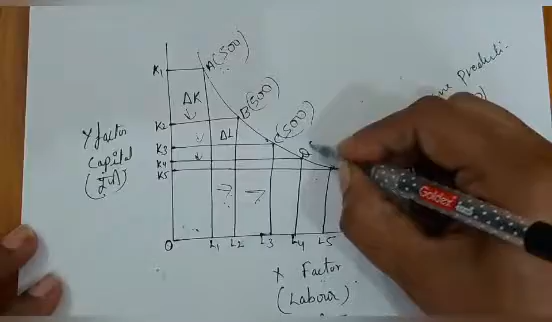 A(500)
K1
ΔK
B(500)
K2
ΔL
C(500)
K3
K4
K5
Y factor
Capital
? ?
O L1 L2 L3 L4 L5
X Factor
(Labour)
Goldex